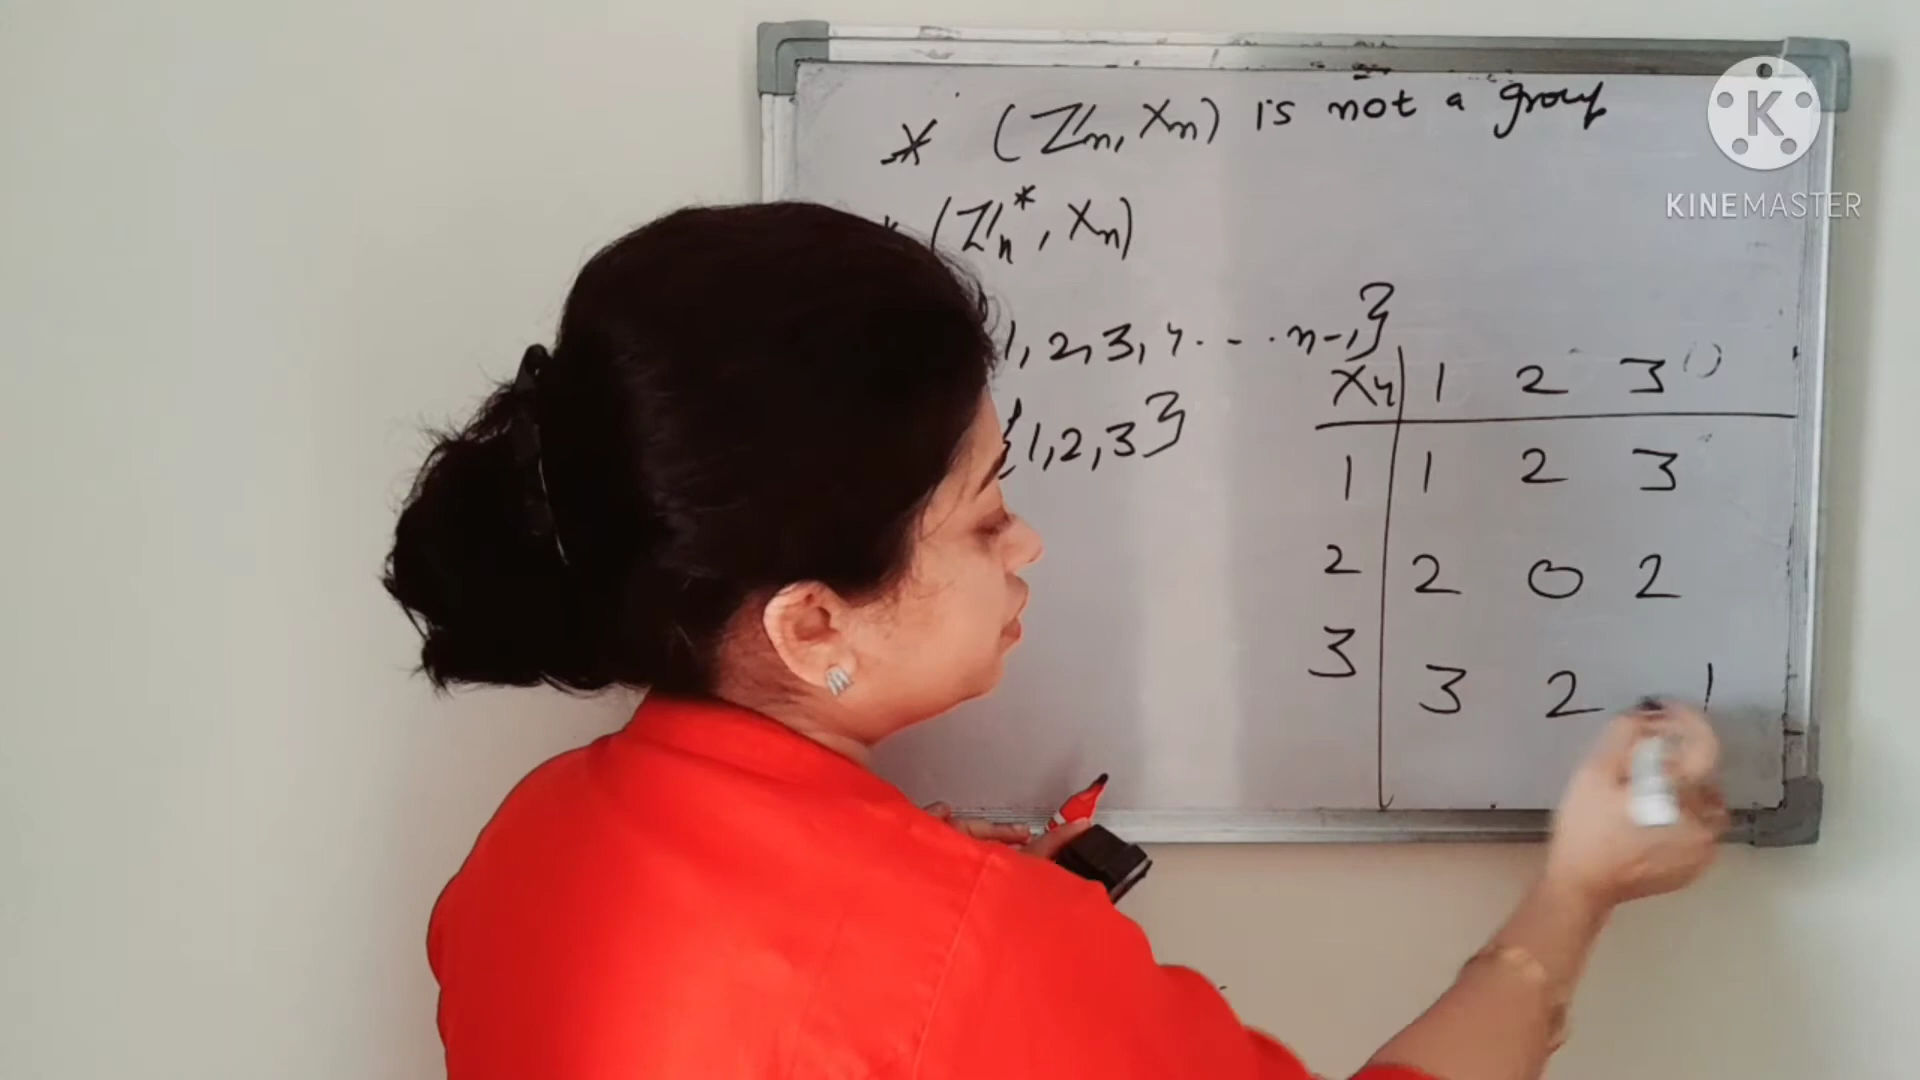 * (Zn, Xn) is not a group
(Zn*, Xn)
1, 2, 3, 4 . . . . n-1}
{1, 2, 3}
X4 1 2 3
1 1 2 3
2 2 0 2
3 3 2 1
K
KINEMASTER